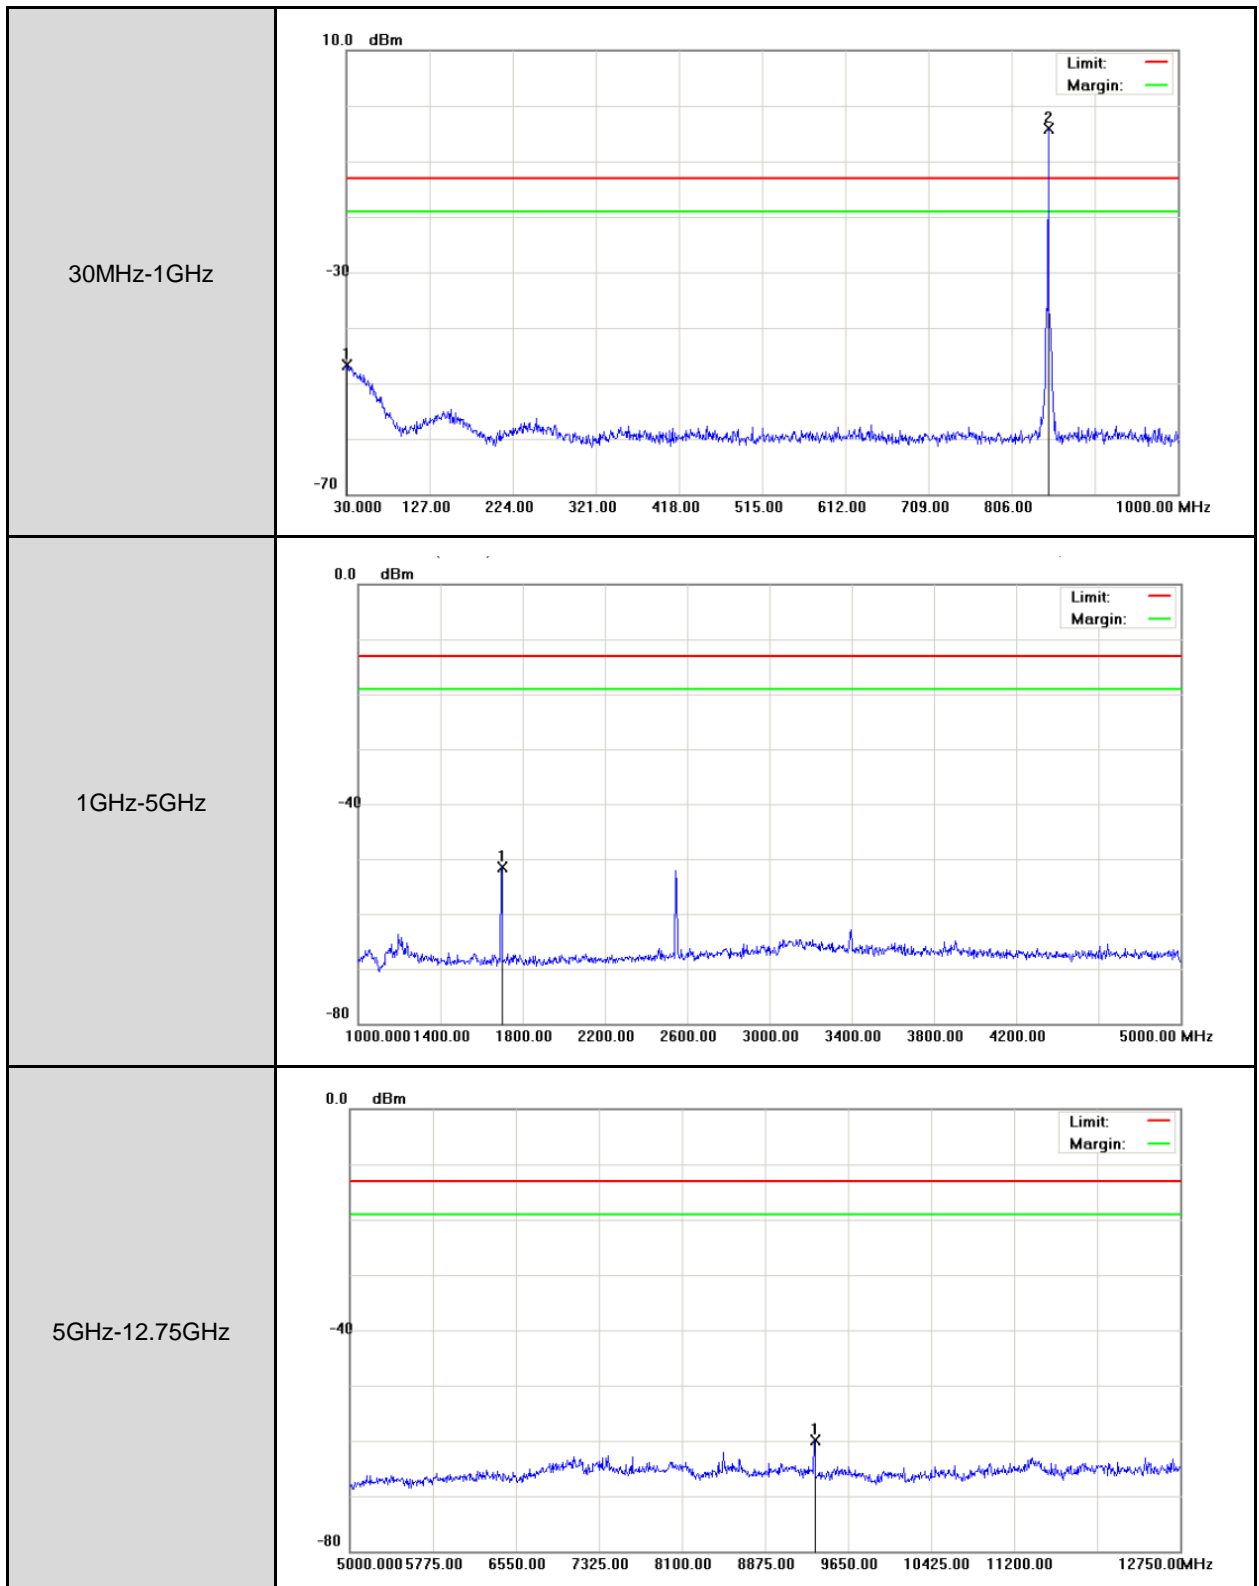 30MHz-1GHz
10.0 dBm
Limit:
Margin:
2
-30
1
-70
30.000 127.00 224.00 321.00 418.00 515.00 612.00 709.00 806.00 1000.00 MHz
1GHz-5GHz
0.0 dBm
Limit:
Margin:
-40
1
-80
1000.000 1400.00 1800.00 2200.00 2600.00 3000.00 3400.00 3800.00 4200.00 5000.00 MHz
5GHz-12.75GHz
0.0 dBm
Limit:
Margin:
-40
1
-80
5000.000 5775.00 6550.00 7325.00 8100.00 8875.00 9650.00 10425.00 11200.00 12750.00MHz